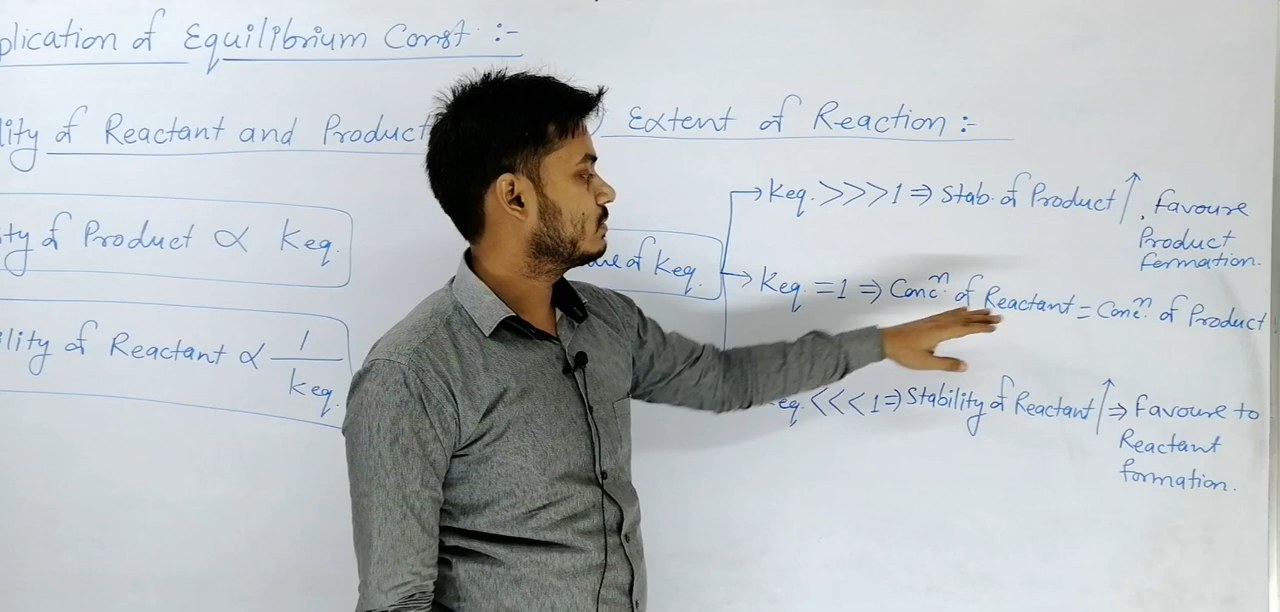 plication of Equilibrium Const. :-
lity of Reactant and Product
) Extent of Reaction :-
ty of Product ∝ Keq.
lity of Reactant ∝ 1/Keq.
ue of Keq.
Keq. >>> 1 ⇒ Stab. of Product ↑, favoure
Product
formation.
Keq. = 1 ⇒ Concⁿ. of Reactant = Concⁿ. of Product
eq. <<< 1 ⇒ Stability of Reactant ↑ ⇒ Favoure to
Reactant
formation.